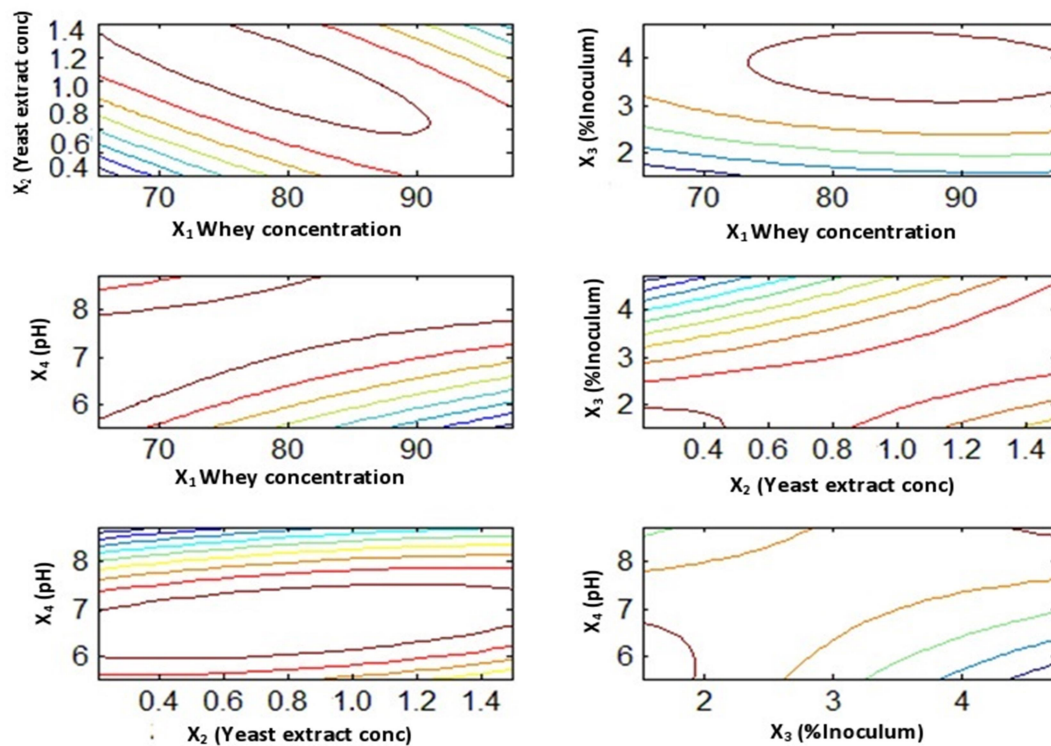 X₂ (Yeast extract conc)
1.4
1.2
1.0
0.8
0.6
0.4
70 80 90
X₁ Whey concentration
X₃ (%Inoculum)
4
3
2
70 80 90
X₁ Whey concentration
X₄ (pH)
8
7
6
70 80 90
X₁ Whey concentration
X₃ (%Inoculum)
4
3
2
0.4 0.6 0.8 1.0 1.2 1.4
X₂ (Yeast extract conc)
X₄ (pH)
8
7
6
0.4 0.6 0.8 1.0 1.2 1.4
X₂ (Yeast extract conc)
X₄ (pH)
8
7
6
2 3 4
X₃ (%Inoculum)